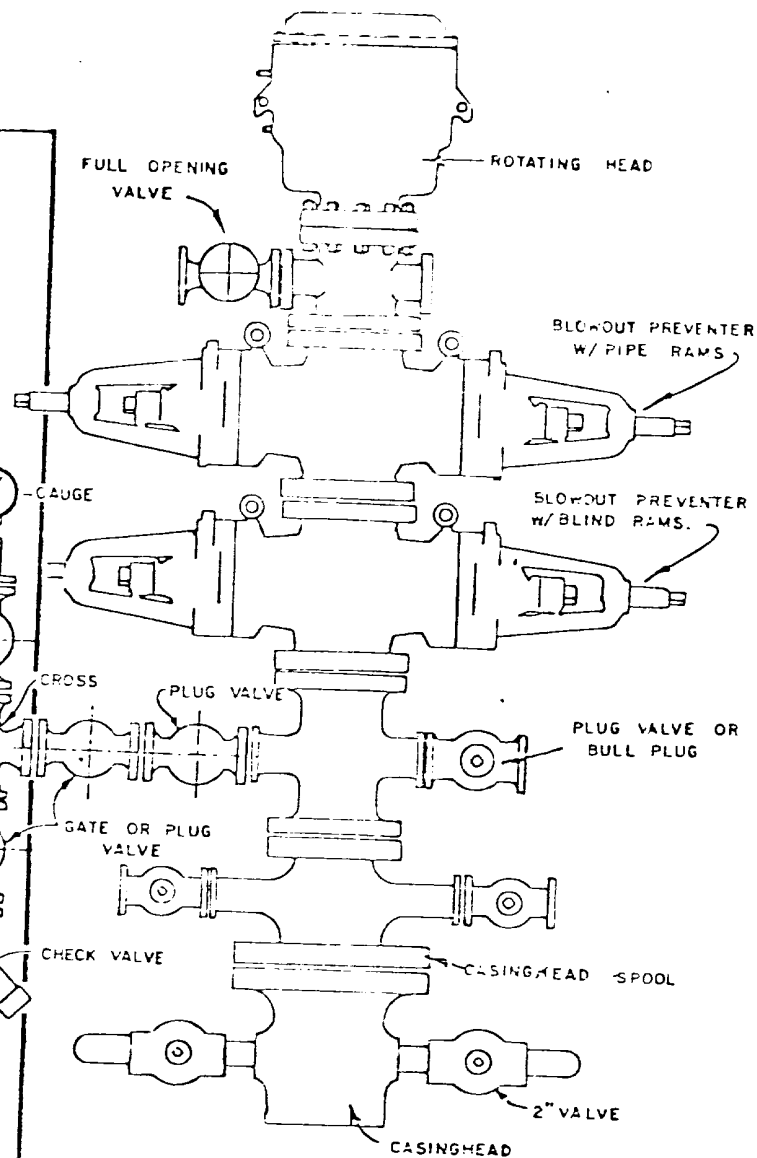 FULL OPENING
VALVE
ROTATING HEAD
BLOWOUT PREVENTER
W/ PIPE RAMS
GAUGE
BLOWOUT PREVENTER
W/ BLIND RAMS.
CROSS
PLUG VALVE
PLUG VALVE OR
BULL PLUG
GATE OR PLUG
VALVE
CHECK VALVE
CASINGHEAD SPOOL
2" VALVE
CASINGHEAD